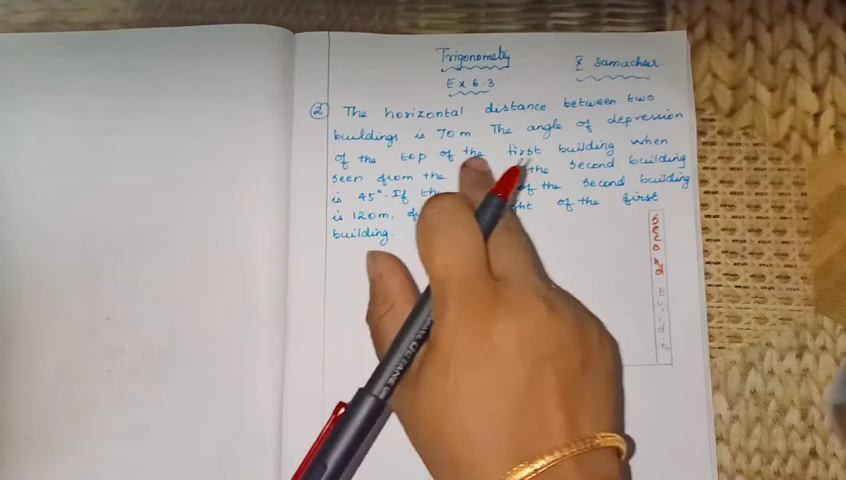 Trigonometry
X Samacheer.
Ex 6.3
② The horizontal distance between two
buildings is 70 m. The angle of depression
of the top of the first building when
seen from the the second building
is 45°. If the of the second building
is 120m, of the first
building.